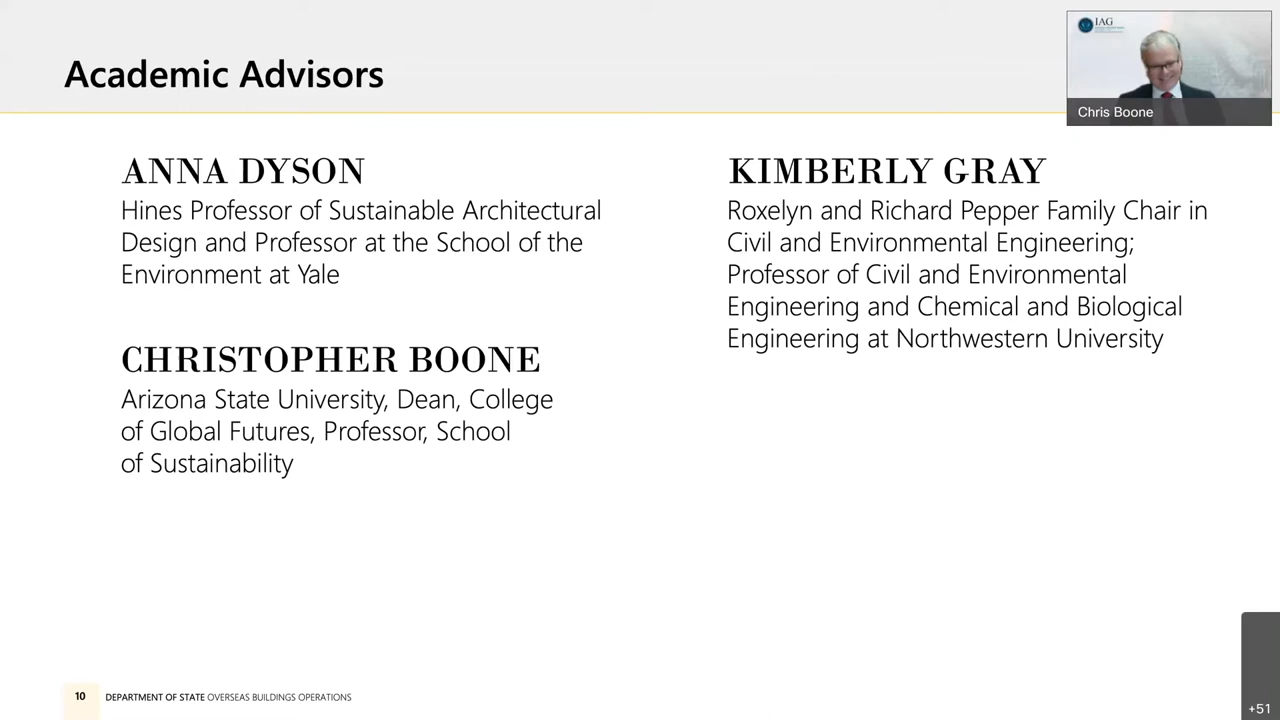 Academic Advisors
IAG
Chris Boone
ANNA DYSON
Hines Professor of Sustainable Architectural
Design and Professor at the School of the
Environment at Yale
CHRISTOPHER BOONE
Arizona State University, Dean, College
of Global Futures, Professor, School
of Sustainability
KIMBERLY GRAY
Roxelyn and Richard Pepper Family Chair in
Civil and Environmental Engineering;
Professor of Civil and Environmental
Engineering and Chemical and Biological
Engineering at Northwestern University
10 DEPARTMENT OF STATE OVERSEAS BUILDINGS OPERATIONS
+51